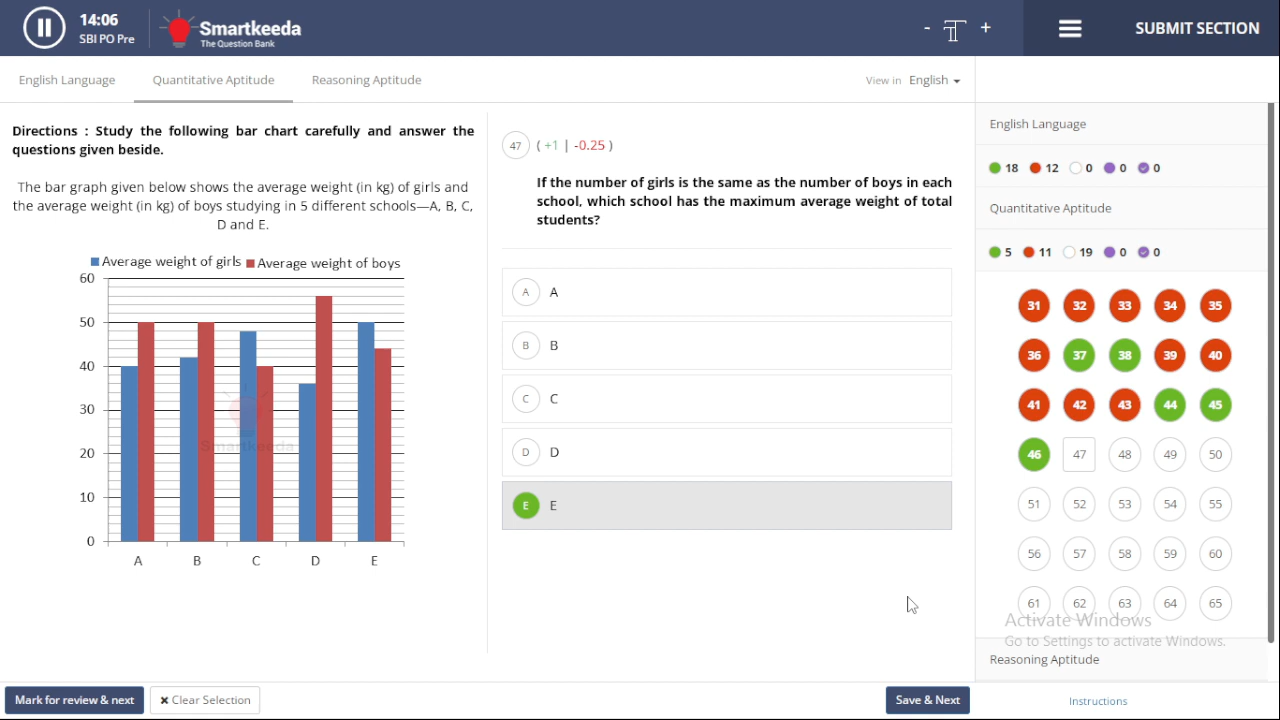 14:06
SBI PO Pre
Smartkeeda
The Question Bank
- T +
SUBMIT SECTION
English Language
Quantitative Aptitude
Reasoning Aptitude
View in English
Directions : Study the following bar chart carefully and answer the
questions given beside.
The bar graph given below shows the average weight (in kg) of girls and
the average weight (in kg) of boys studying in 5 different schools—A, B, C,
D and E.
Average weight of girls Average weight of boys
60
50
40
30
20
10
0
A B C D E
Smartkeeda
47 ( +1 | -0.25 )
If the number of girls is the same as the number of boys in each
school, which school has the maximum average weight of total
students?
A A
B B
C C
D D
E E
English Language
18 12 0 0 0
Quantitative Aptitude
5 11 19 0 0
31 32 33 34 35
36 37 38 39 40
41 42 43 44 45
46 47 48 49 50
51 52 53 54 55
56 57 58 59 60
61 62 63 64 65
Activate Windows
Go to Settings to activate Windows.
Reasoning Aptitude
Mark for review & next
Clear Selection
Save & Next
Instructions